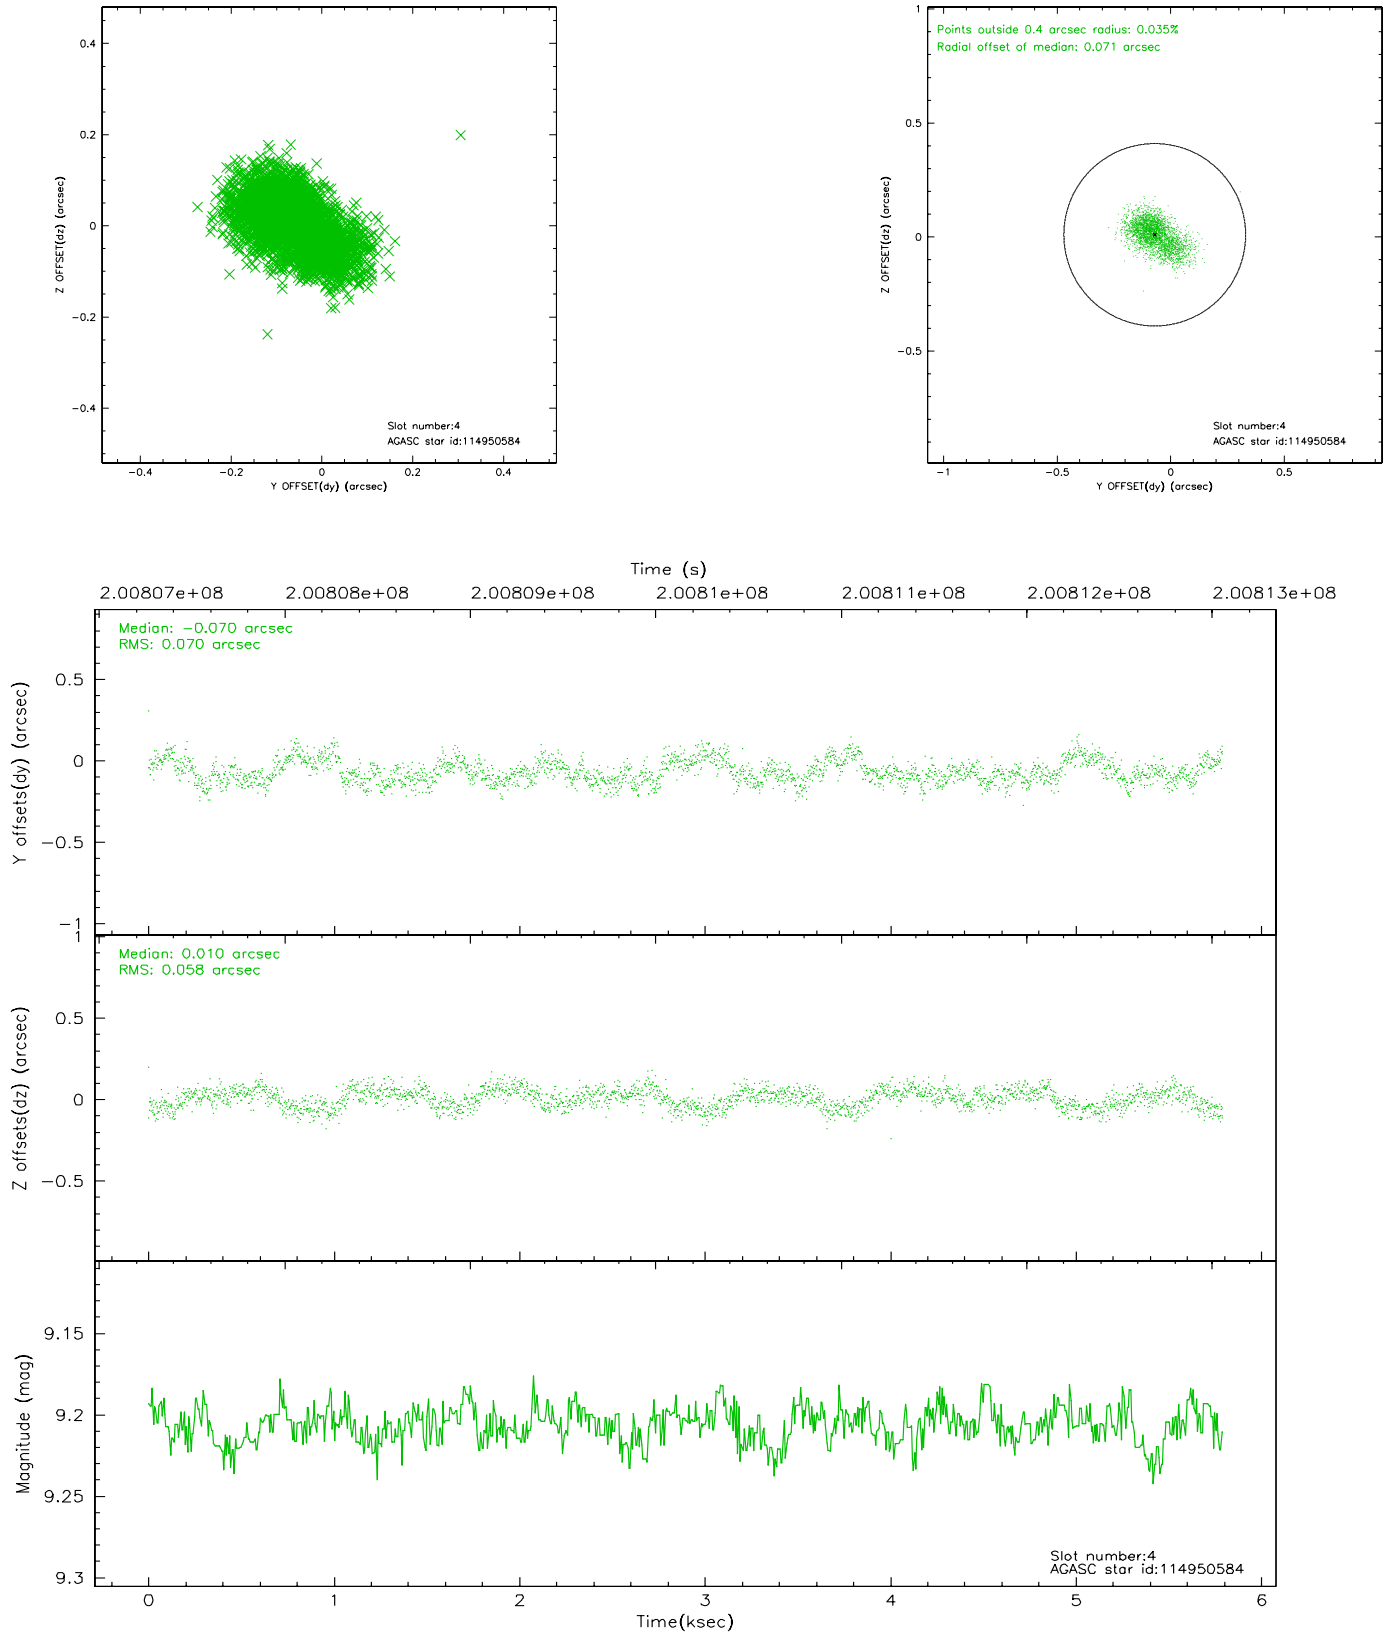 0.4
0.2
0
−0.2
−0.4
Z OFFSET(dz) (arcsec)
Slot number:4
AGASC star id:114950584
−0.4
−0.2
0
0.2
0.4
Y OFFSET(dy) (arcsec)
Points outside 0.4 arcsec radius: 0.035%
Radial offset of median: 0.071 arcsec
1
0.5
0
−0.5
Z OFFSET(dz) (arcsec)
Slot number:4
AGASC star id:114950584
−1
−0.5
0
0.5
Y OFFSET(dy) (arcsec)
Time (s)
2.00807e+08
2.00808e+08
2.00809e+08
2.0081e+08
2.00811e+08
2.00812e+08
2.00813e+08
Median: −0.070 arcsec
RMS: 0.070 arcsec
0.5
0
−0.5
−1
Y offsets(dy) (arcsec)
Median: 0.010 arcsec
RMS: 0.058 arcsec
1
0.5
0
−0.5
Z offsets(dz) (arcsec)
9.15
9.2
9.25
9.3
Magnitude (mag)
Slot number:4
AGASC star id:114950584
0
1
2
3
4
5
6
Time(ksec)